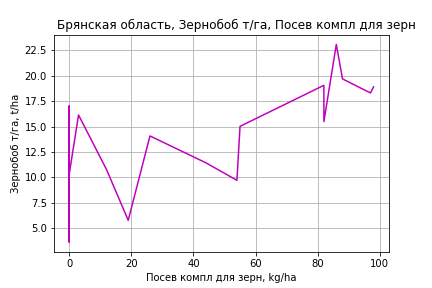 Брянская область, Зернобоб т/га, Посев компл для зерн
22.5
20.0
17.5
15.0
12.5
10.0
7.5
5.0
Зернобоб т/га, t/ha
0 20 40 60 80 100
Посев компл для зерн, kg/ha